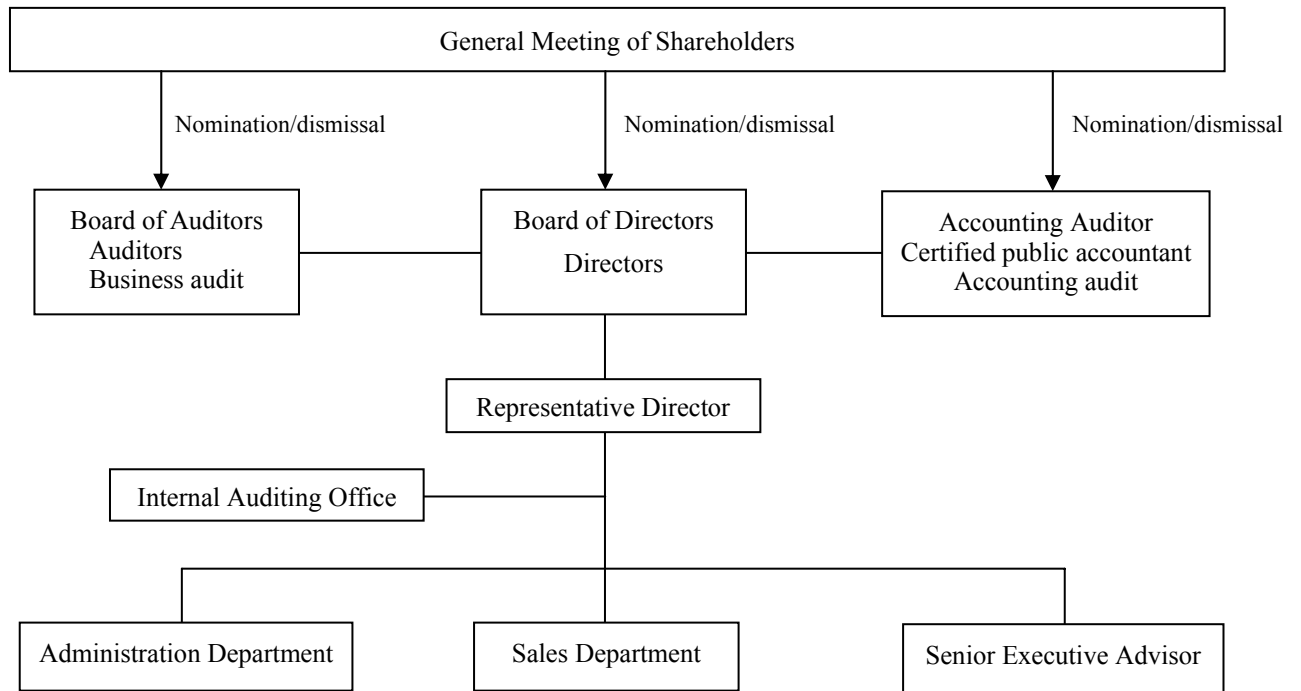 General Meeting of Shareholders
Nomination/dismissal
Nomination/dismissal
Nomination/dismissal
Board of Auditors
Auditors
Business audit
Board of Directors
Directors
Accounting Auditor
Certified public accountant
Accounting audit
Representative Director
Internal Auditing Office
Administration Department
Sales Department
Senior Executive Advisor